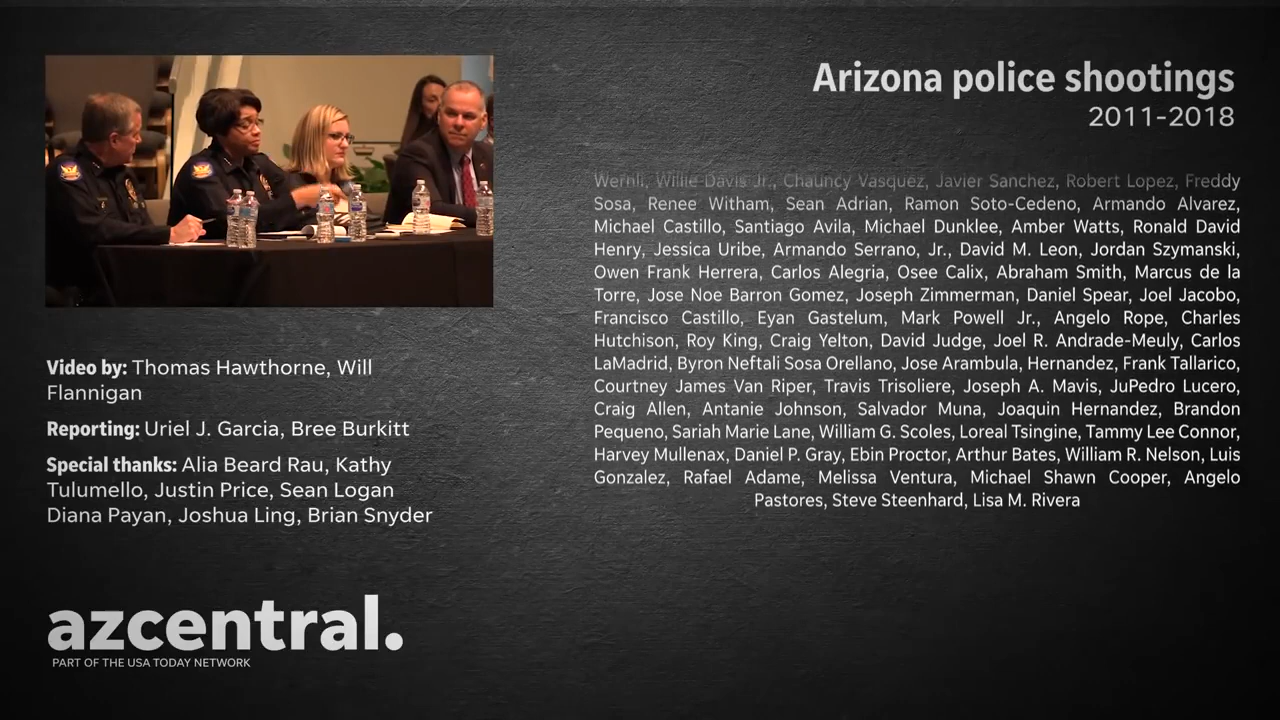 Arizona police shootings
2011-2018
Wernli, Willie Davis Jr., Chauncy Vasquez, Javier Sanchez, Robert Lopez, Freddy
Sosa, Renee Witham, Sean Adrian, Ramon Soto-Cedeno, Armando Alvarez,
Michael Castillo, Santiago Avila, Michael Dunklee, Amber Watts, Ronald David
Henry, Jessica Uribe, Armando Serrano, Jr., David M. Leon, Jordan Szymanski,
Owen Frank Herrera, Carlos Alegria, Osee Calix, Abraham Smith, Marcus de la
Torre, Jose Noe Barron Gomez, Joseph Zimmerman, Daniel Spear, Joel Jacobo,
Francisco Castillo, Eyan Gastelum, Mark Powell Jr., Angelo Rope, Charles
Hutchison, Roy King, Craig Yelton, David Judge, Joel R. Andrade-Meuly, Carlos
LaMadrid, Byron Neftali Sosa Orellano, Jose Arambula, Hernandez, Frank Tallarico,
Courtney James Van Riper, Travis Trisoliere, Joseph A. Mavis, JuPedro Lucero,
Craig Allen, Antanie Johnson, Salvador Muna, Joaquin Hernandez, Brandon
Pequeno, Sariah Marie Lane, William G. Scoles, Loreal Tsingine, Tammy Lee Connor,
Harvey Mullenax, Daniel P. Gray, Ebin Proctor, Arthur Bates, William R. Nelson, Luis
Gonzalez, Rafael Adame, Melissa Ventura, Michael Shawn Cooper, Angelo
Pastores, Steve Steenhard, Lisa M. Rivera
Video by: Thomas Hawthorne, Will
Flannigan
Reporting: Uriel J. Garcia, Bree Burkitt
Special thanks: Alia Beard Rau, Kathy
Tulumello, Justin Price, Sean Logan
Diana Payan, Joshua Ling, Brian Snyder
azcentral.
PART OF THE USA TODAY NETWORK